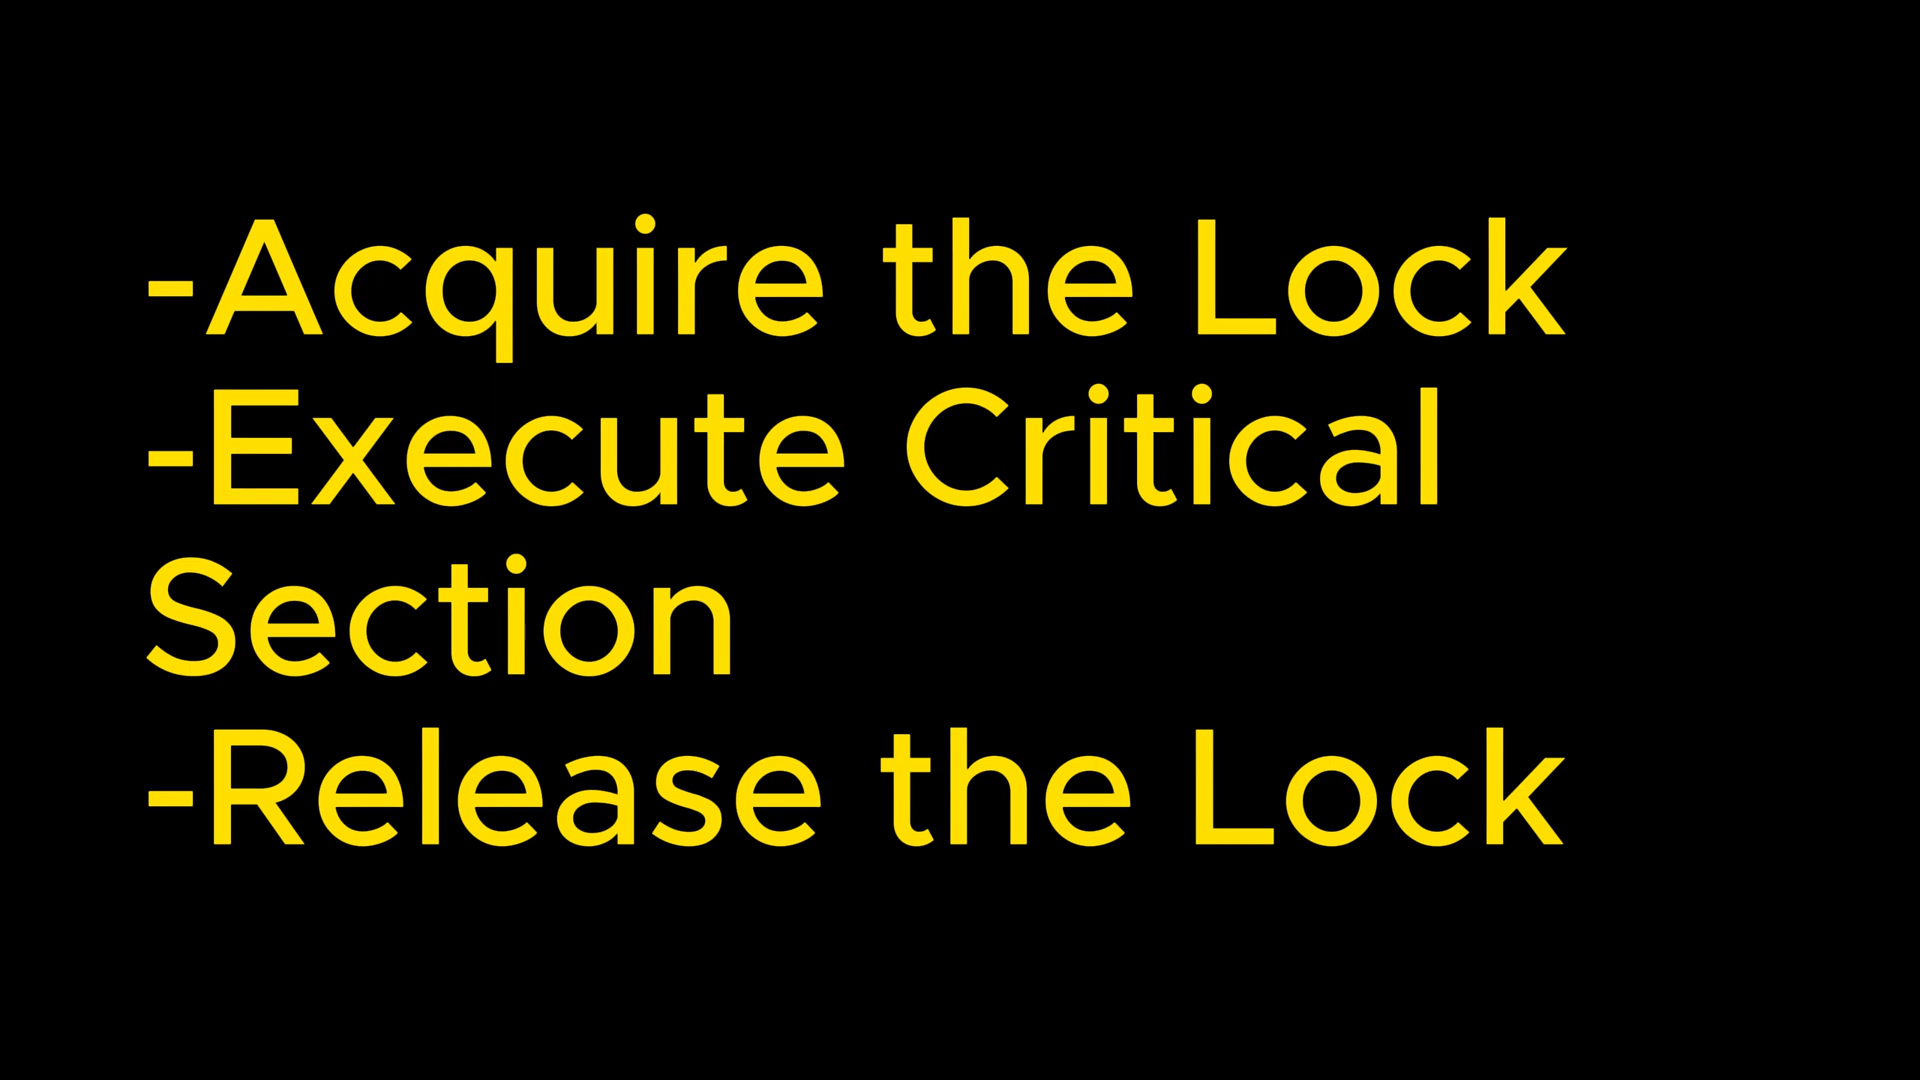 -Acquire the Lock
-Execute Critical
Section
-Release the Lock